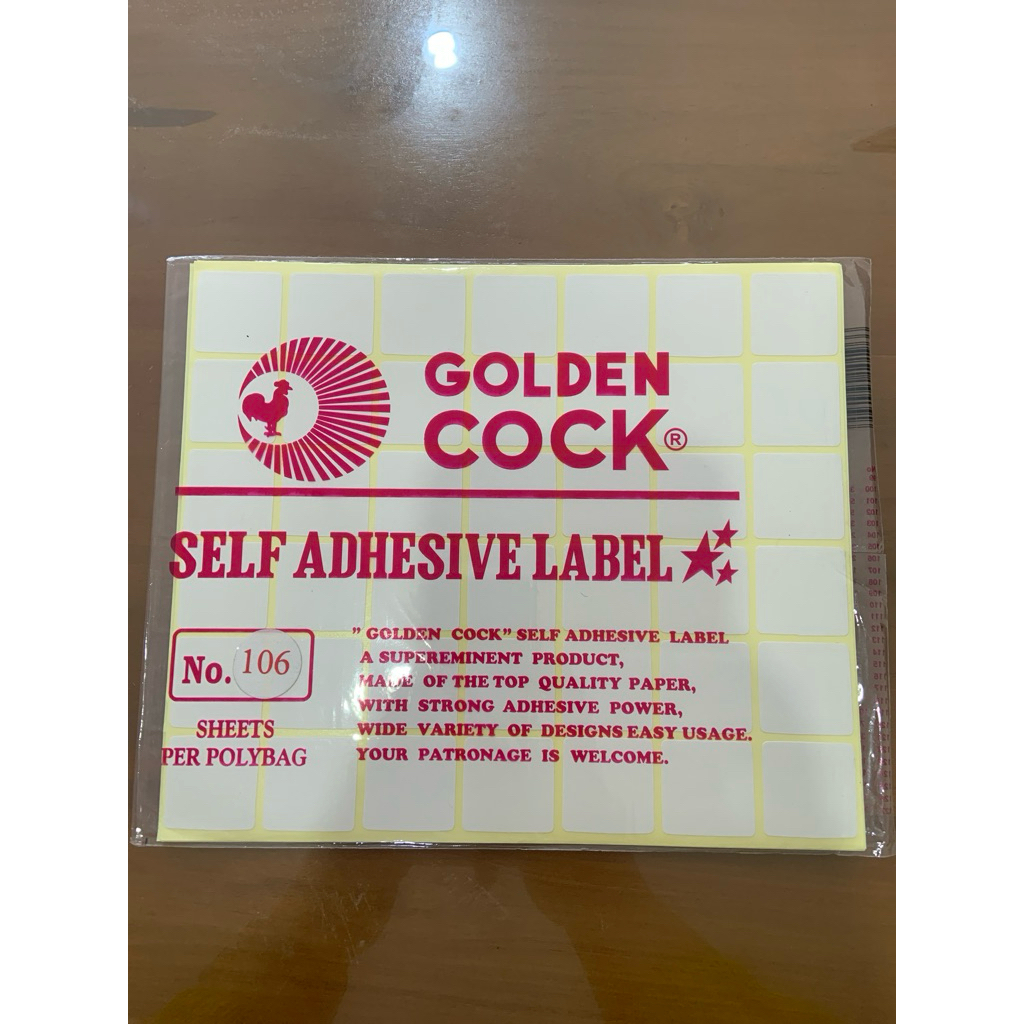 GOLDEN
COCK®
SELF ADHESIVE LABEL
No. 106
SHEETS
PER POLYBAG
" GOLDEN COCK" SELF ADHESIVE LABEL
A SUPEREMINENT PRODUCT,
MADE OF THE TOP QUALITY PAPER,
WITH STRONG ADHESIVE POWER,
WIDE VARIETY OF DESIGNS EASY USAGE.
YOUR PATRONAGE IS WELCOME.